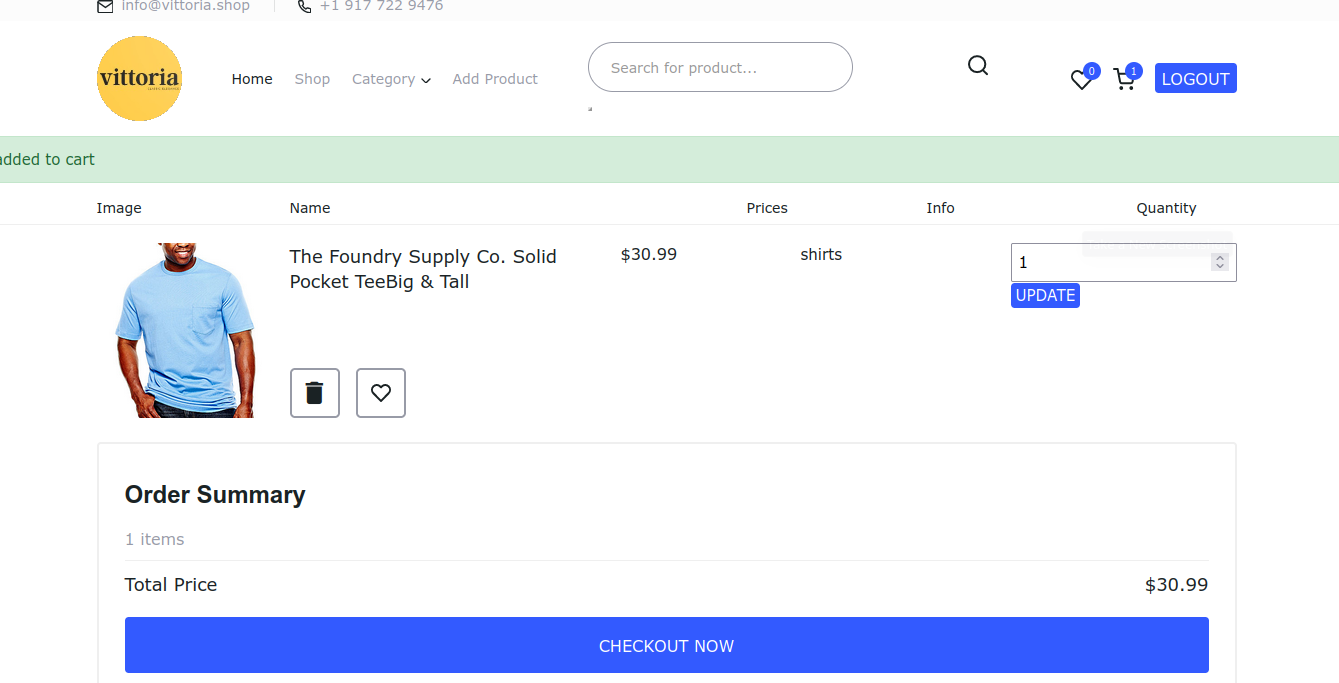 info@vittoria.shop
+1 917 722 9476
vittoria
Home
Shop
Category
Add Product
Search for product...
0
1
LOGOUT
added to cart
Image
Name
Prices
Info
Quantity
The Foundry Supply Co. Solid
Pocket TeeBig & Tall
$30.99
shirts
1
UPDATE
Order Summary
1 items
Total Price
$30.99
CHECKOUT NOW